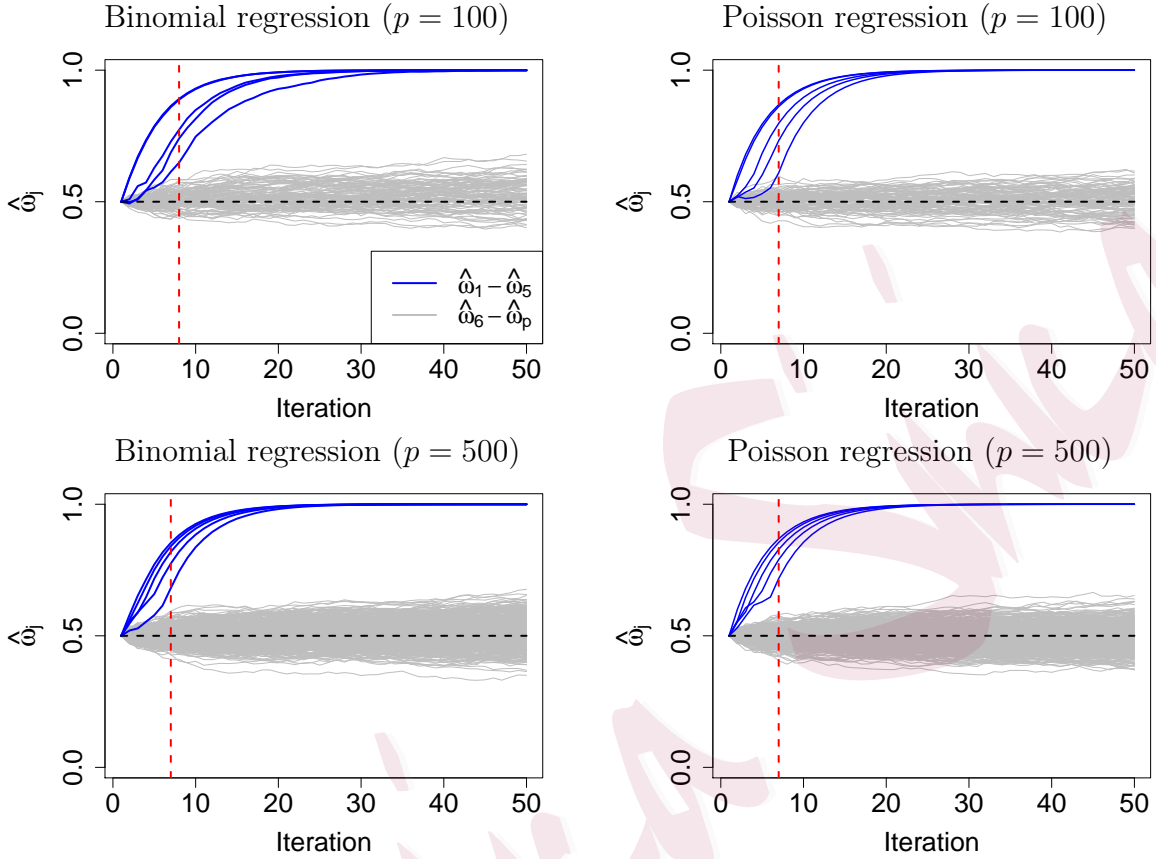 Binomial regression (p = 100)
1.0
0.5
0.0
ω̂j
ω̂1 – ω̂5
ω̂6 – ω̂p
0 10 20 30 40 50
Iteration
Poisson regression (p = 100)
1.0
0.5
0.0
ω̂j
0 10 20 30 40 50
Iteration
Binomial regression (p = 500)
1.0
0.5
0.0
ω̂j
0 10 20 30 40 50
Iteration
Poisson regression (p = 500)
1.0
0.5
0.0
ω̂j
0 10 20 30 40 50
Iteration